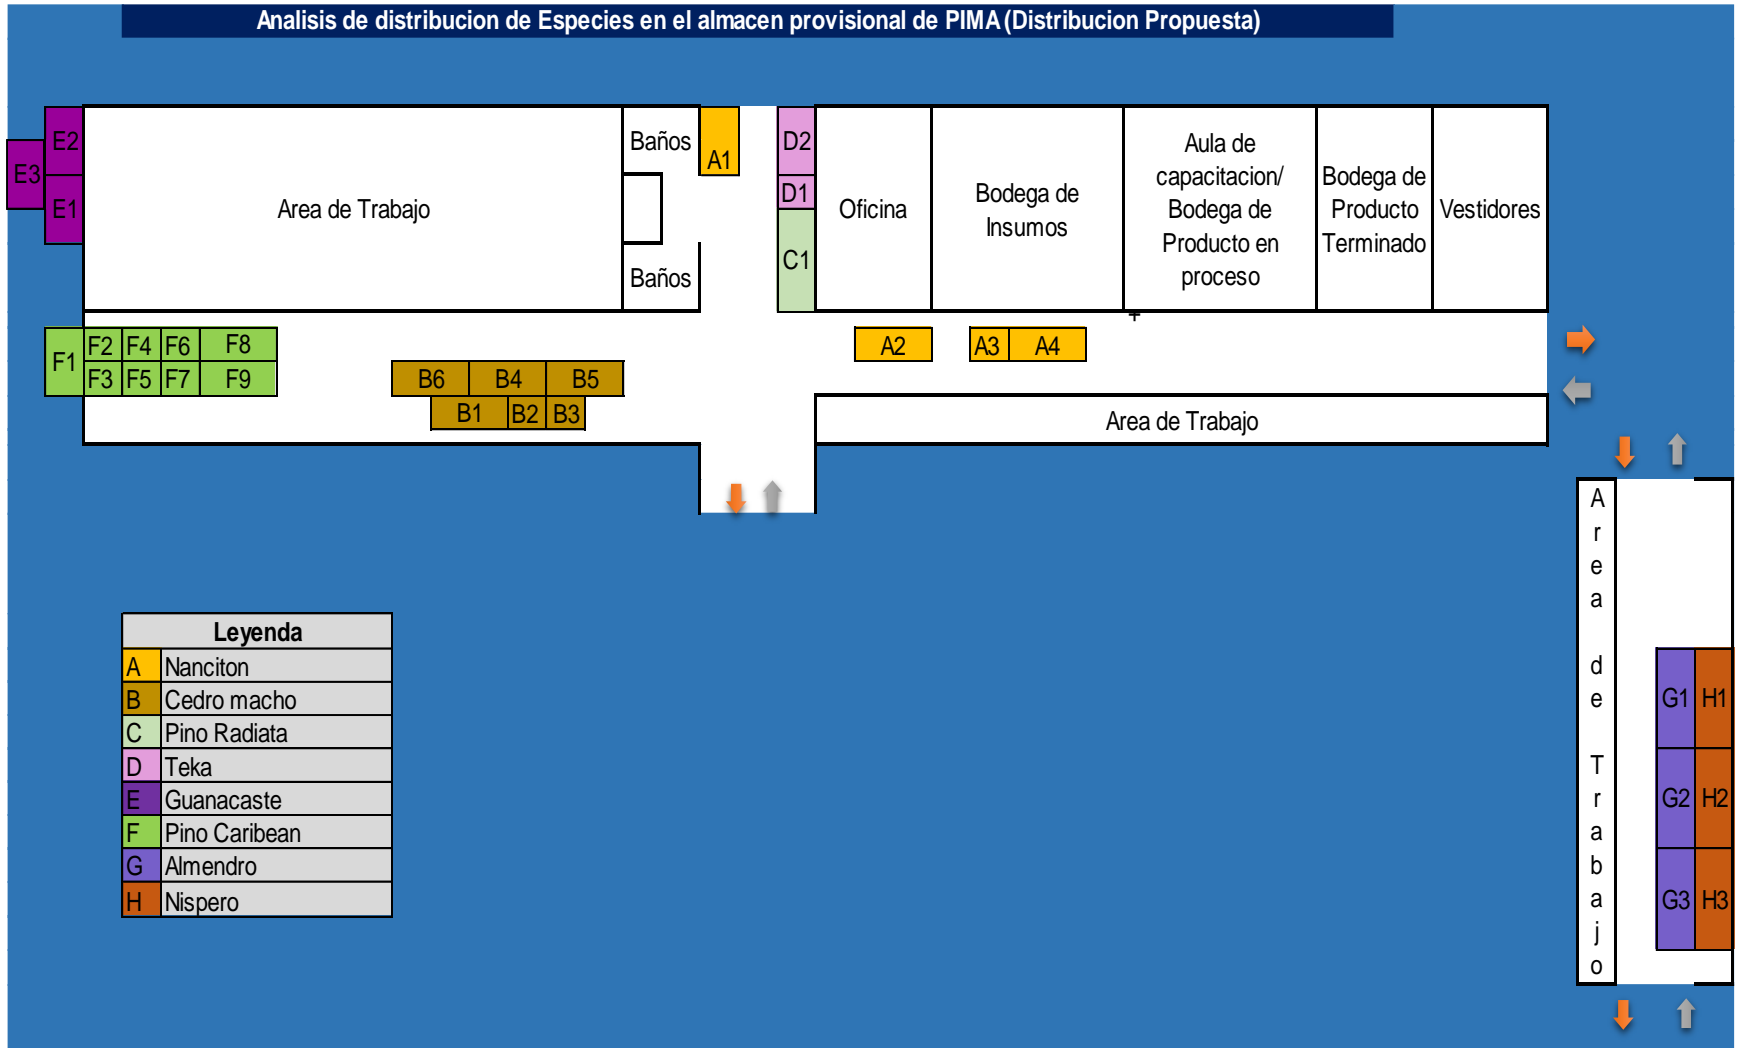 Analisis de distribucion de Especies en el almacen provisional de PIMA (Distribucion Propuesta)
E2
E3
E1
Area de Trabajo
Baños
Baños
A1
D2
D1
C1
Oficina
Bodega de
Insumos
Aula de
capacitacion/
Bodega de
Producto en
proceso
Bodega de
Producto
Terminado
Vestidores
F1
F2 F4 F6 F8
F3 F5 F7 F9
B6 B4 B5
B1 B2 B3
A2
A3 A4
+
Area de Trabajo
Area de Trabajo
G1 H1
G2 H2
G3 H3
Leyenda
A Nanciton
B Cedro macho
C Pino Radiata
D Teka
E Guanacaste
F Pino Caribean
G Almendro
H Nispero